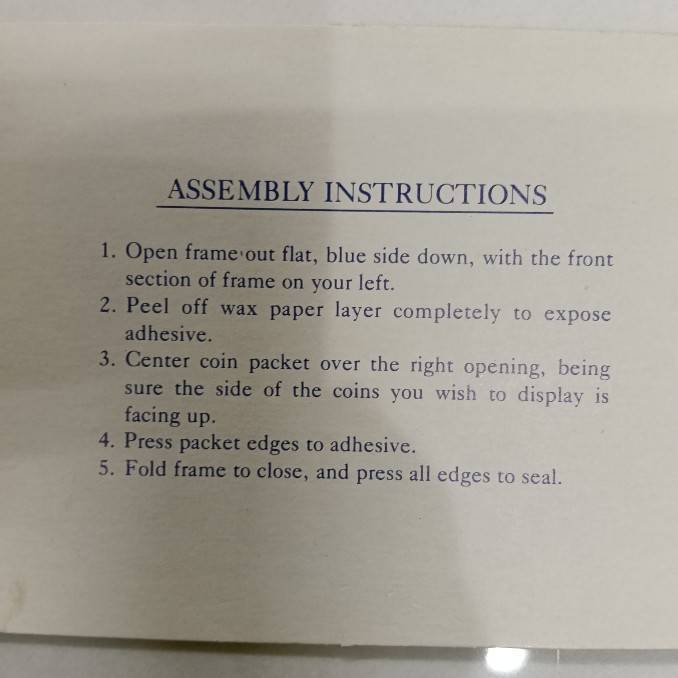 ASSEMBLY INSTRUCTIONS
1. Open frame out flat, blue side down, with the front
section of frame on your left.
2. Peel off wax paper layer completely to expose
adhesive.
3. Center coin packet over the right opening, being
sure the side of the coins you wish to display is
facing up.
4. Press packet edges to adhesive.
5. Fold frame to close, and press all edges to seal.